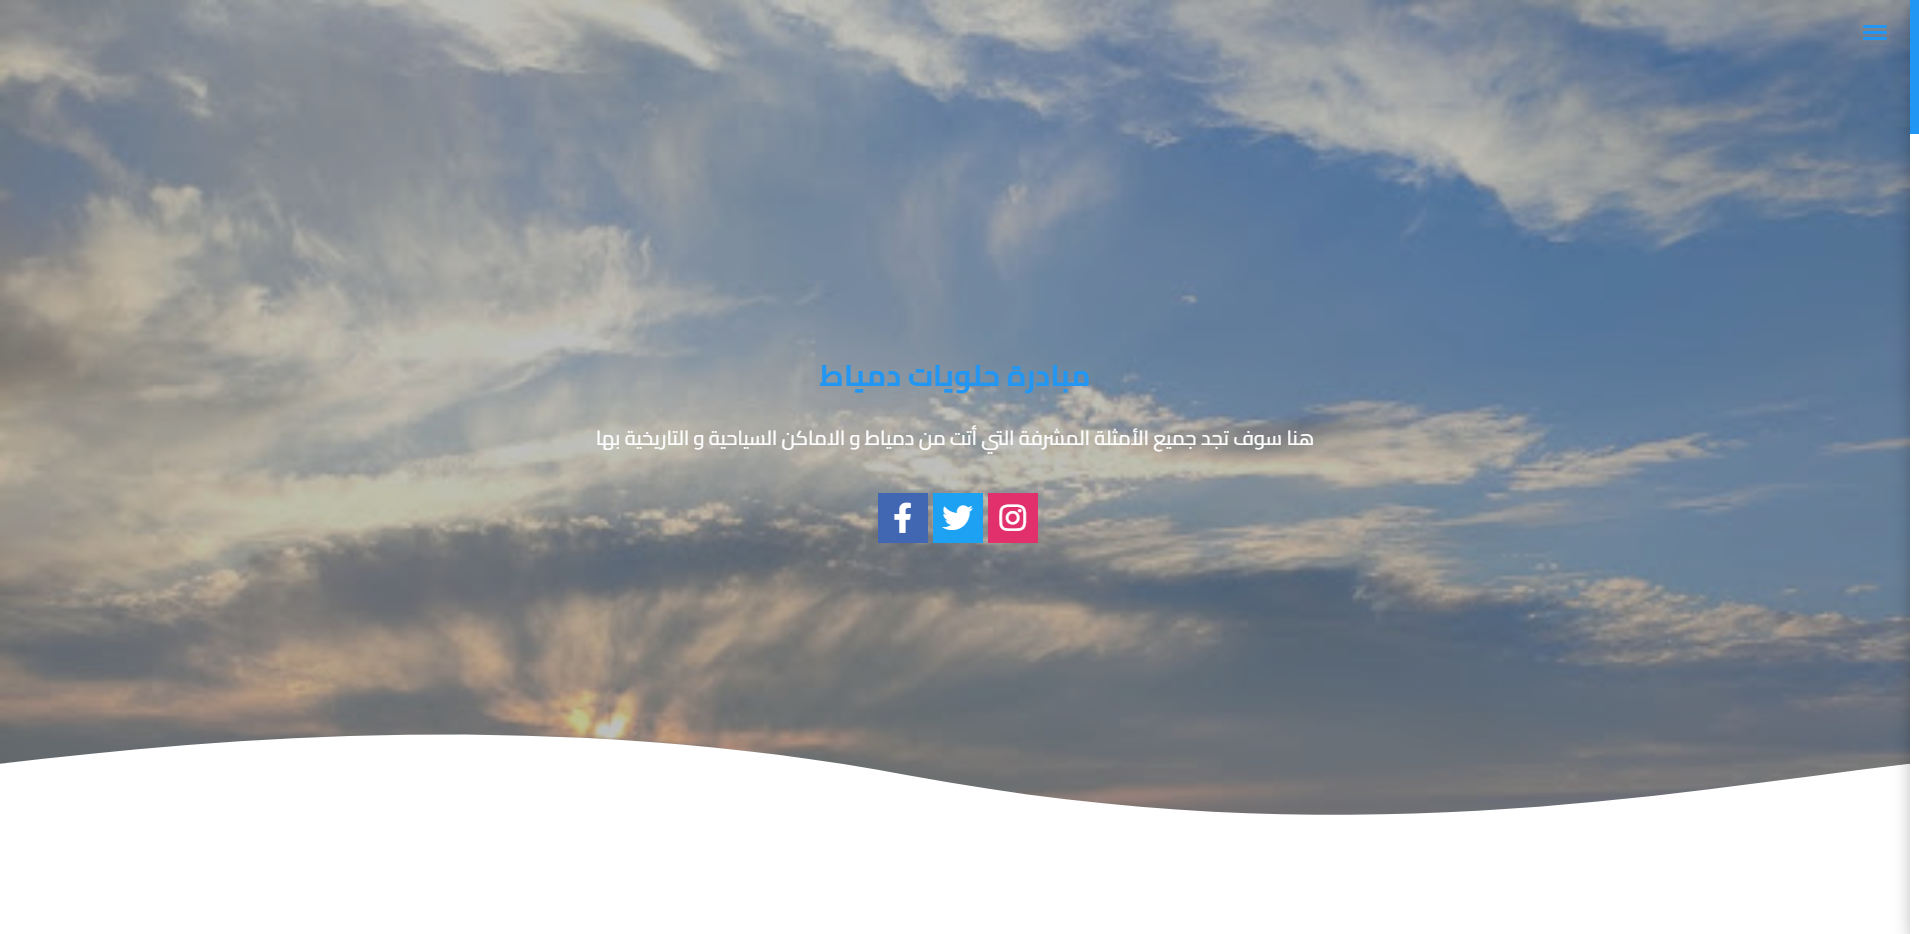 مبادرة حلويات دمياط
هنا سوف تجد جميع الأمثلة المشرفة التي أتت من دمياط و الاماكن السياحية و التاريخية بها